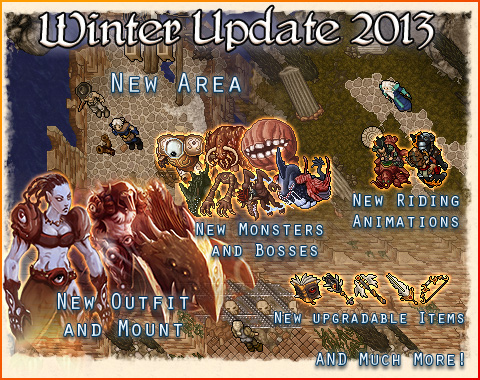 Winter Update 2013
New Area
New Riding
Animations
New Monsters
and Bosses
New Outfit
and Mount
New upgradable Items
and Much More!